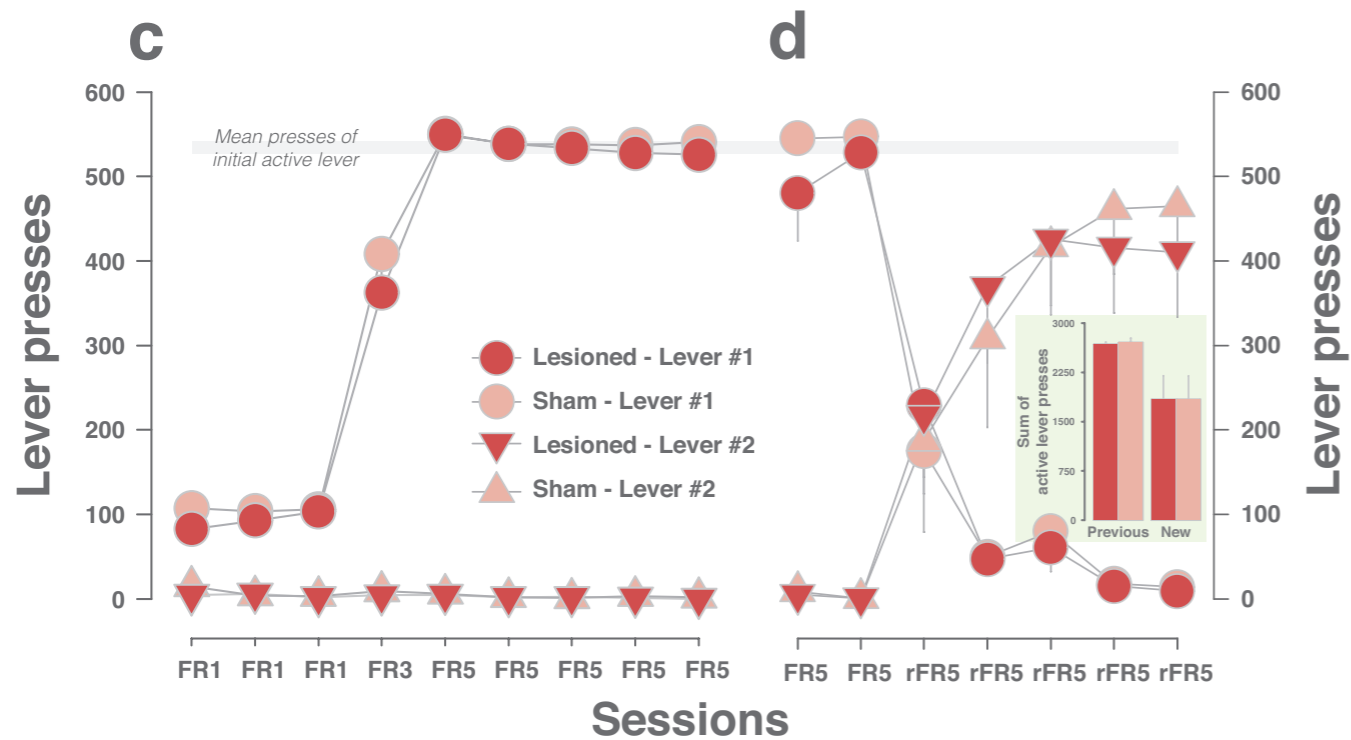 c
d
600
500
400
300
200
100
0
Lever presses
Mean presses of
initial active lever
Lesioned - Lever #1
Sham - Lever #1
Lesioned - Lever #2
Sham - Lever #2
FR1 FR1 FR1 FR3 FR5 FR5 FR5 FR5 FR5
FR5 FR5 rFR5 rFR5 rFR5 rFR5 rFR5
Sessions
3000
2250
1500
750
0
Sum of
active lever presses
Previous New
600
500
400
300
200
100
0
Lever presses